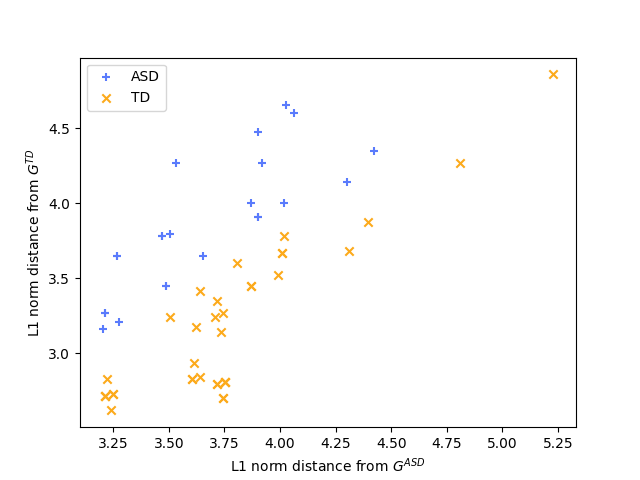 ASD
TD
4.5
4.0
3.5
3.0
L1 norm distance from G^{TD}
3.25 3.50 3.75 4.00 4.25 4.50 4.75 5.00 5.25
L1 norm distance from G^{ASD}